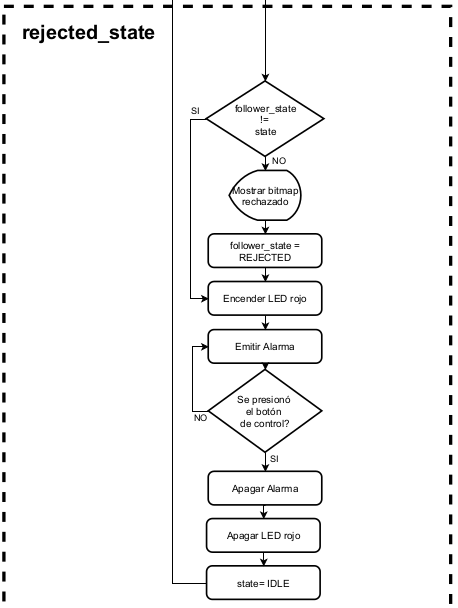 rejected_state
follower_state
!=
state
SI
NO
Mostrar bitmap
rechazado
follower_state =
REJECTED
Encender LED rojo
Emitir Alarma
Se presionó
el botón
de control?
NO
SI
Apagar Alarma
Apagar LED rojo
state= IDLE